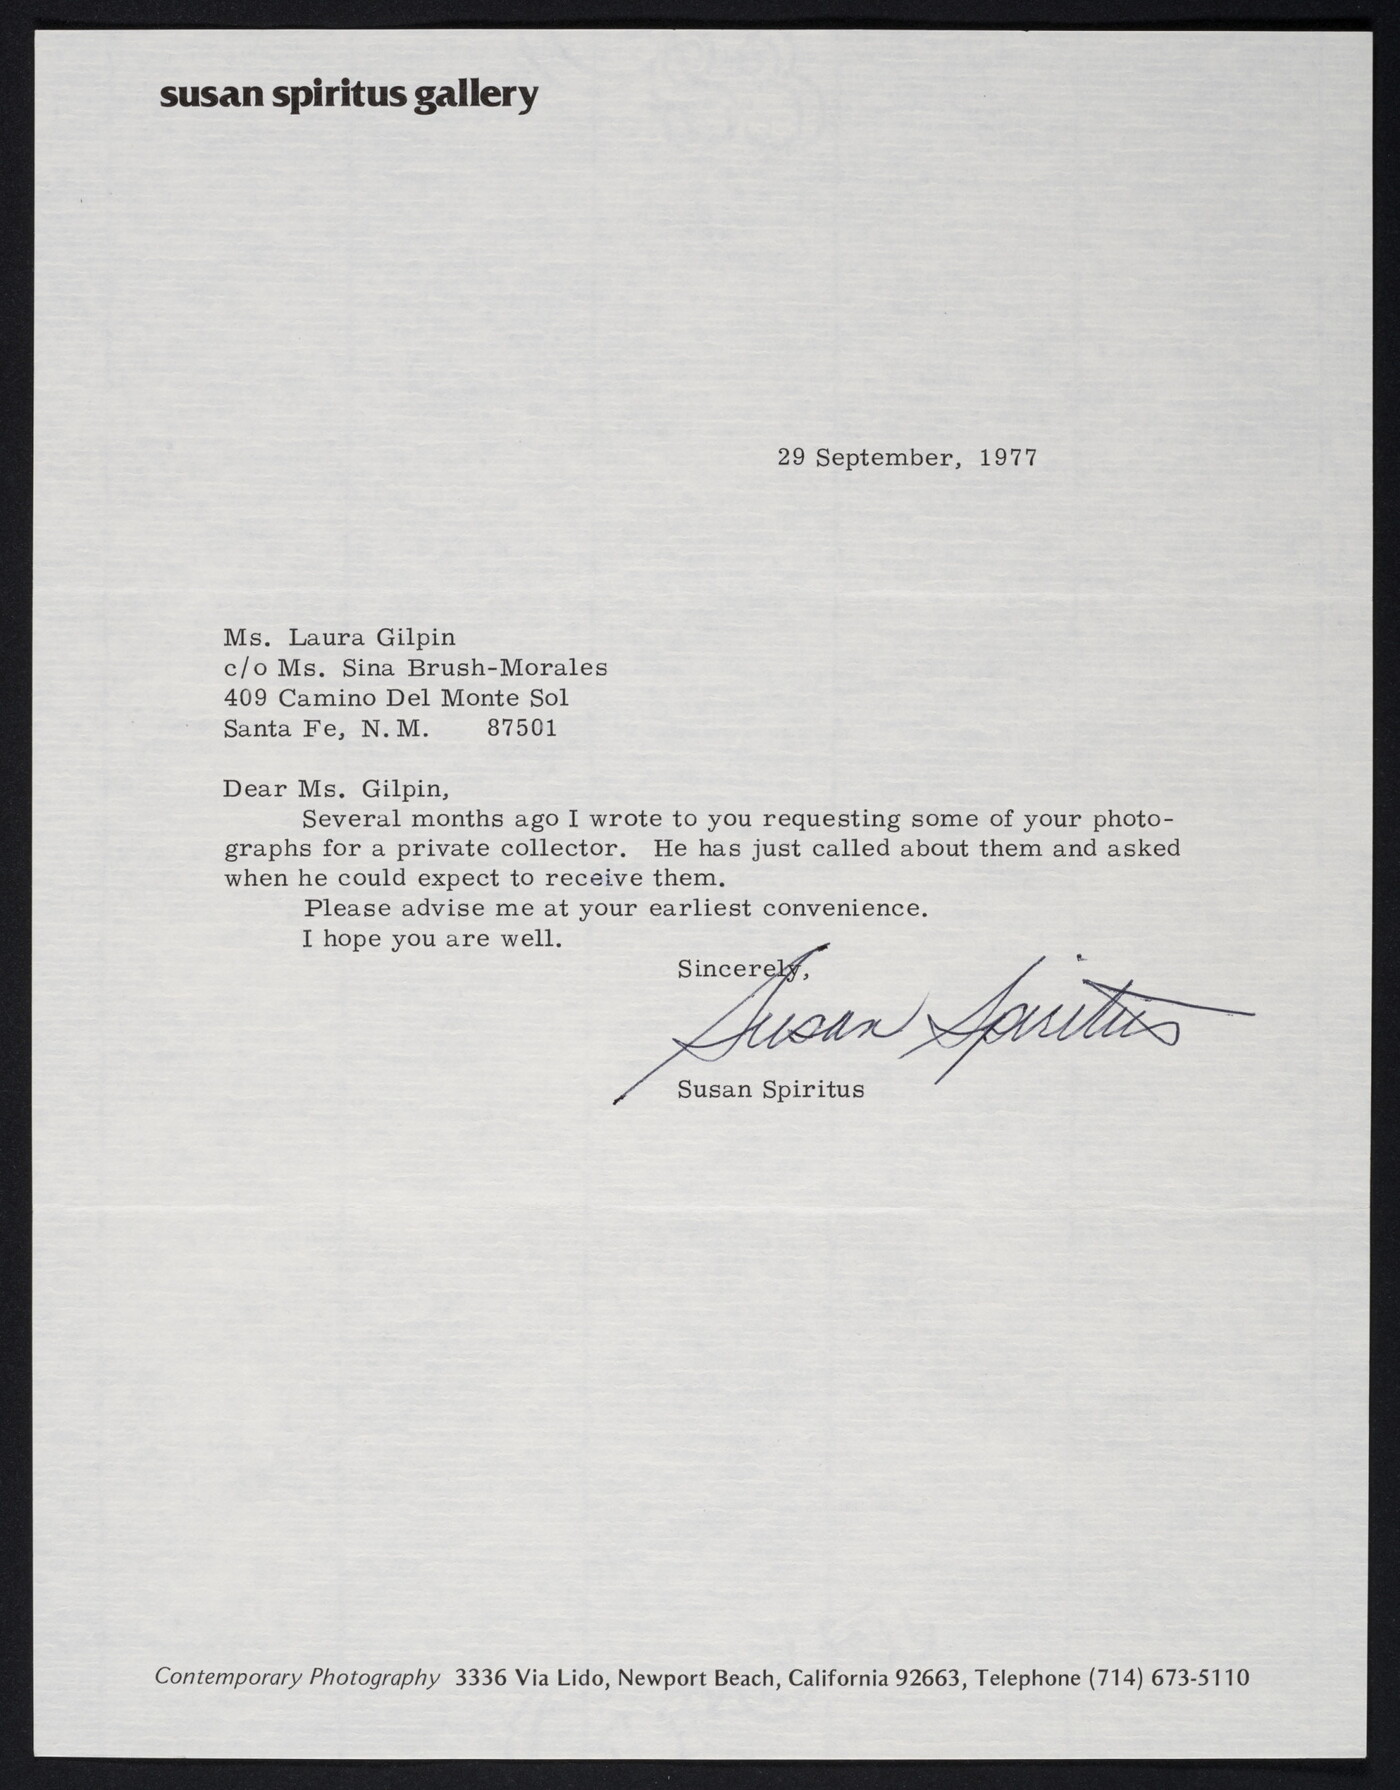 susan spiritus gallery
29 September, 1977
Ms. Laura Gilpin
c/o Ms. Sina Brush-Morales
409 Camino Del Monte Sol
Santa Fe, N.M. 87501
Dear Ms. Gilpin,
Several months ago I wrote to you requesting some of your photo-
graphs for a private collector. He has just called about them and asked
when he could expect to receive them.
Please advise me at your earliest convenience.
I hope you are well.
Sincerely,
Susan Spiritus
Susan Spiritus
Contemporary Photography 3336 Via Lido, Newport Beach, California 92663, Telephone (714) 673-5110